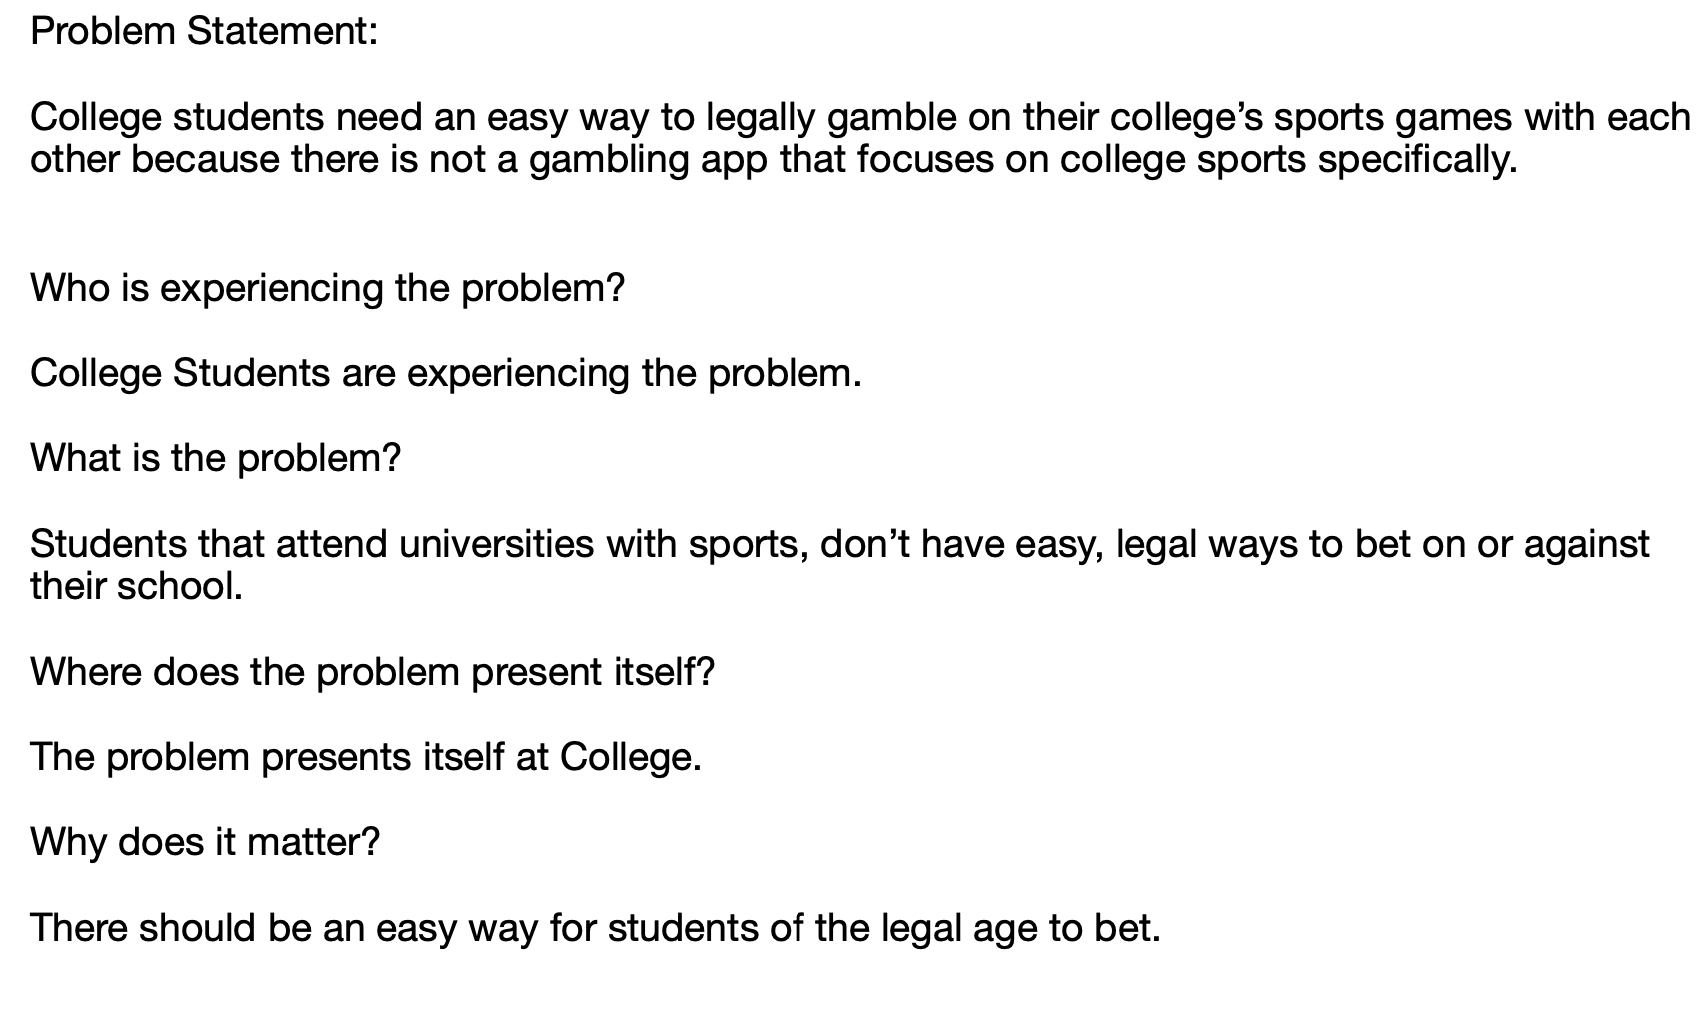 Problem Statement:
College students need an easy way to legally gamble on their college’s sports games with each
other because there is not a gambling app that focuses on college sports specifically.
Who is experiencing the problem?
College Students are experiencing the problem.
What is the problem?
Students that attend universities with sports, don’t have easy, legal ways to bet on or against
their school.
Where does the problem present itself?
The problem presents itself at College.
Why does it matter?
There should be an easy way for students of the legal age to bet.